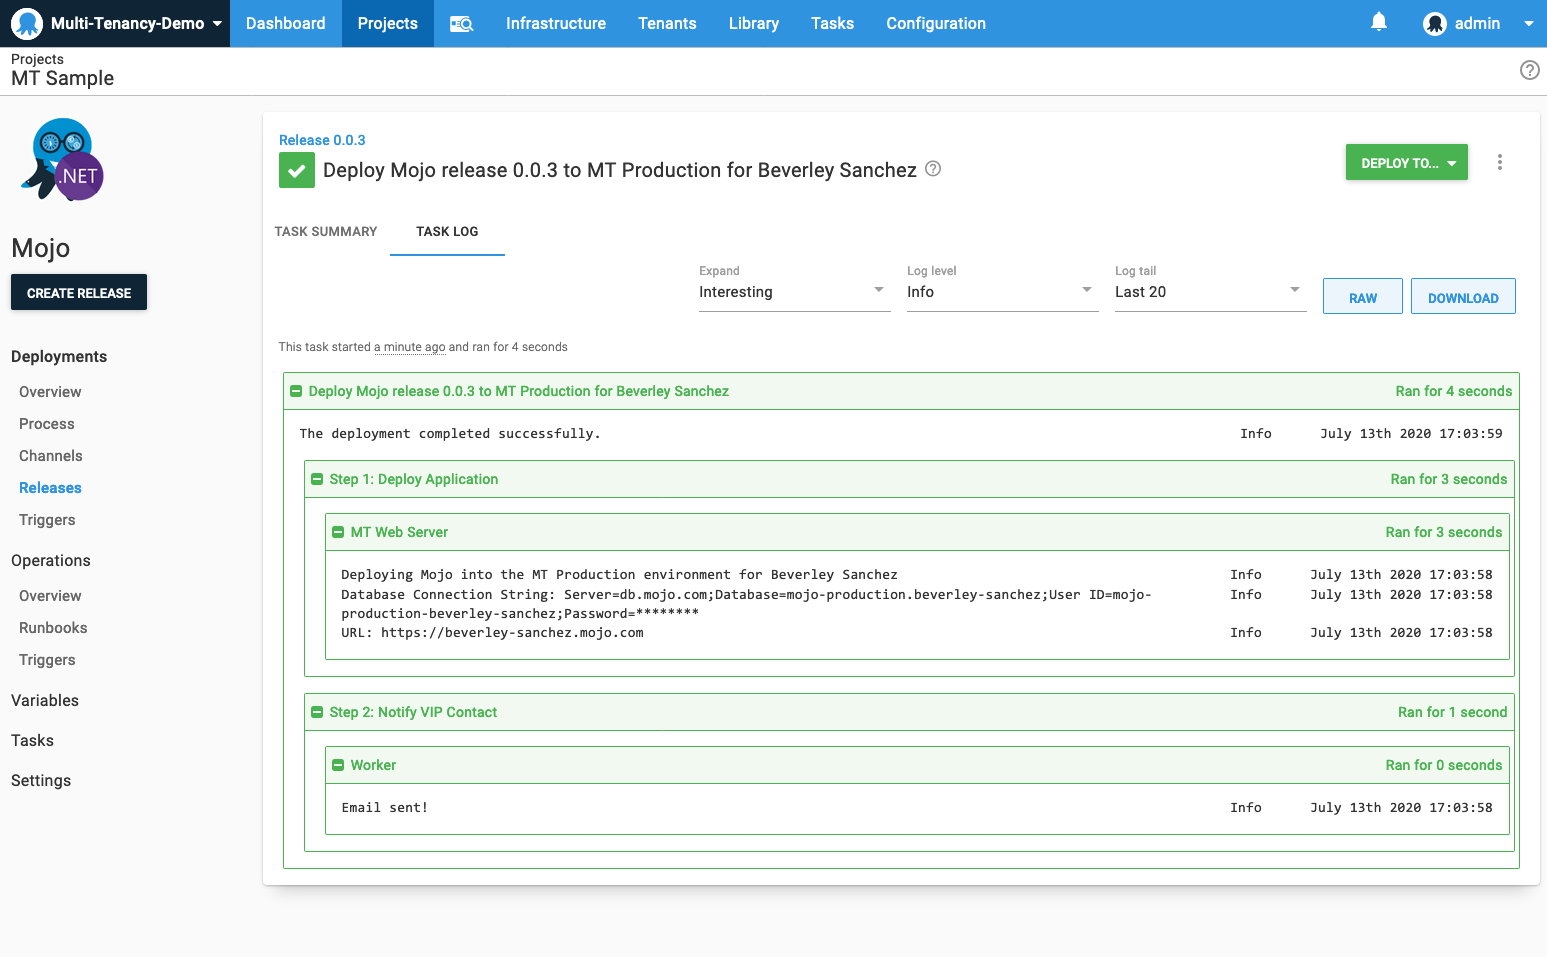 Multi-Tenancy-Demo Dashboard Projects Infrastructure Tenants Library Tasks Configuration admin
Projects
MT Sample
.NET
Mojo
CREATE RELEASE
Deployments
Overview
Process
Channels
Releases
Triggers
Operations
Overview
Runbooks
Triggers
Variables
Tasks
Settings
Release 0.0.3
Deploy Mojo release 0.0.3 to MT Production for Beverley Sanchez
DEPLOY TO...
TASK SUMMARY TASK LOG
Expand Log level Log tail
Interesting Info Last 20 RAW DOWNLOAD
This task started a minute ago and ran for 4 seconds
Deploy Mojo release 0.0.3 to MT Production for Beverley Sanchez Ran for 4 seconds
The deployment completed successfully. Info July 13th 2020 17:03:59
Step 1: Deploy Application Ran for 3 seconds
MT Web Server Ran for 3 seconds
Deploying Mojo into the MT Production environment for Beverley Sanchez Info July 13th 2020 17:03:58
Database Connection String: Server=db.mojo.com;Database=mojo-production.beverley-sanchez;User ID=mojo- Info July 13th 2020 17:03:58
production-beverley-sanchez;Password=********
URL: https://beverley-sanchez.mojo.com Info July 13th 2020 17:03:58
Step 2: Notify VIP Contact Ran for 1 second
Worker Ran for 0 seconds
Email sent! Info July 13th 2020 17:03:58